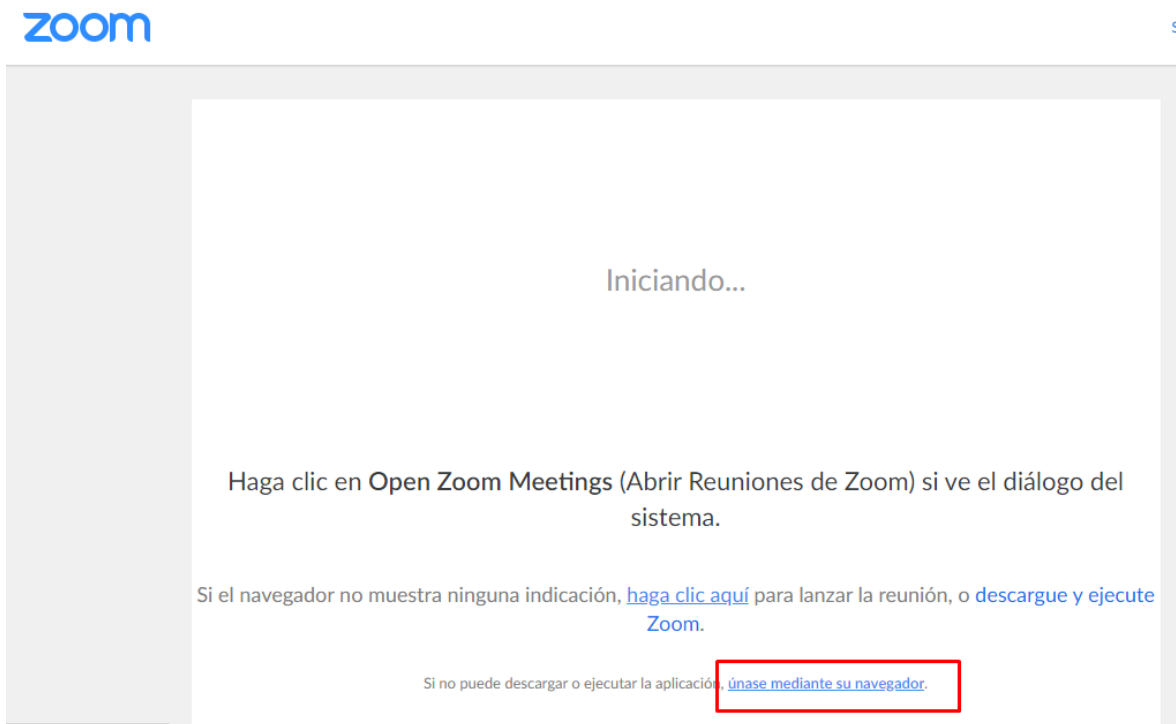 zoom
Iniciando...
Haga clic en Open Zoom Meetings (Abrir Reuniones de Zoom) si ve el diálogo del
sistema.
Si el navegador no muestra ninguna indicación, haga clic aquí para lanzar la reunión, o descargue y ejecute
Zoom.
Si no puede descargar o ejecutar la aplicación, únase mediante su navegador.